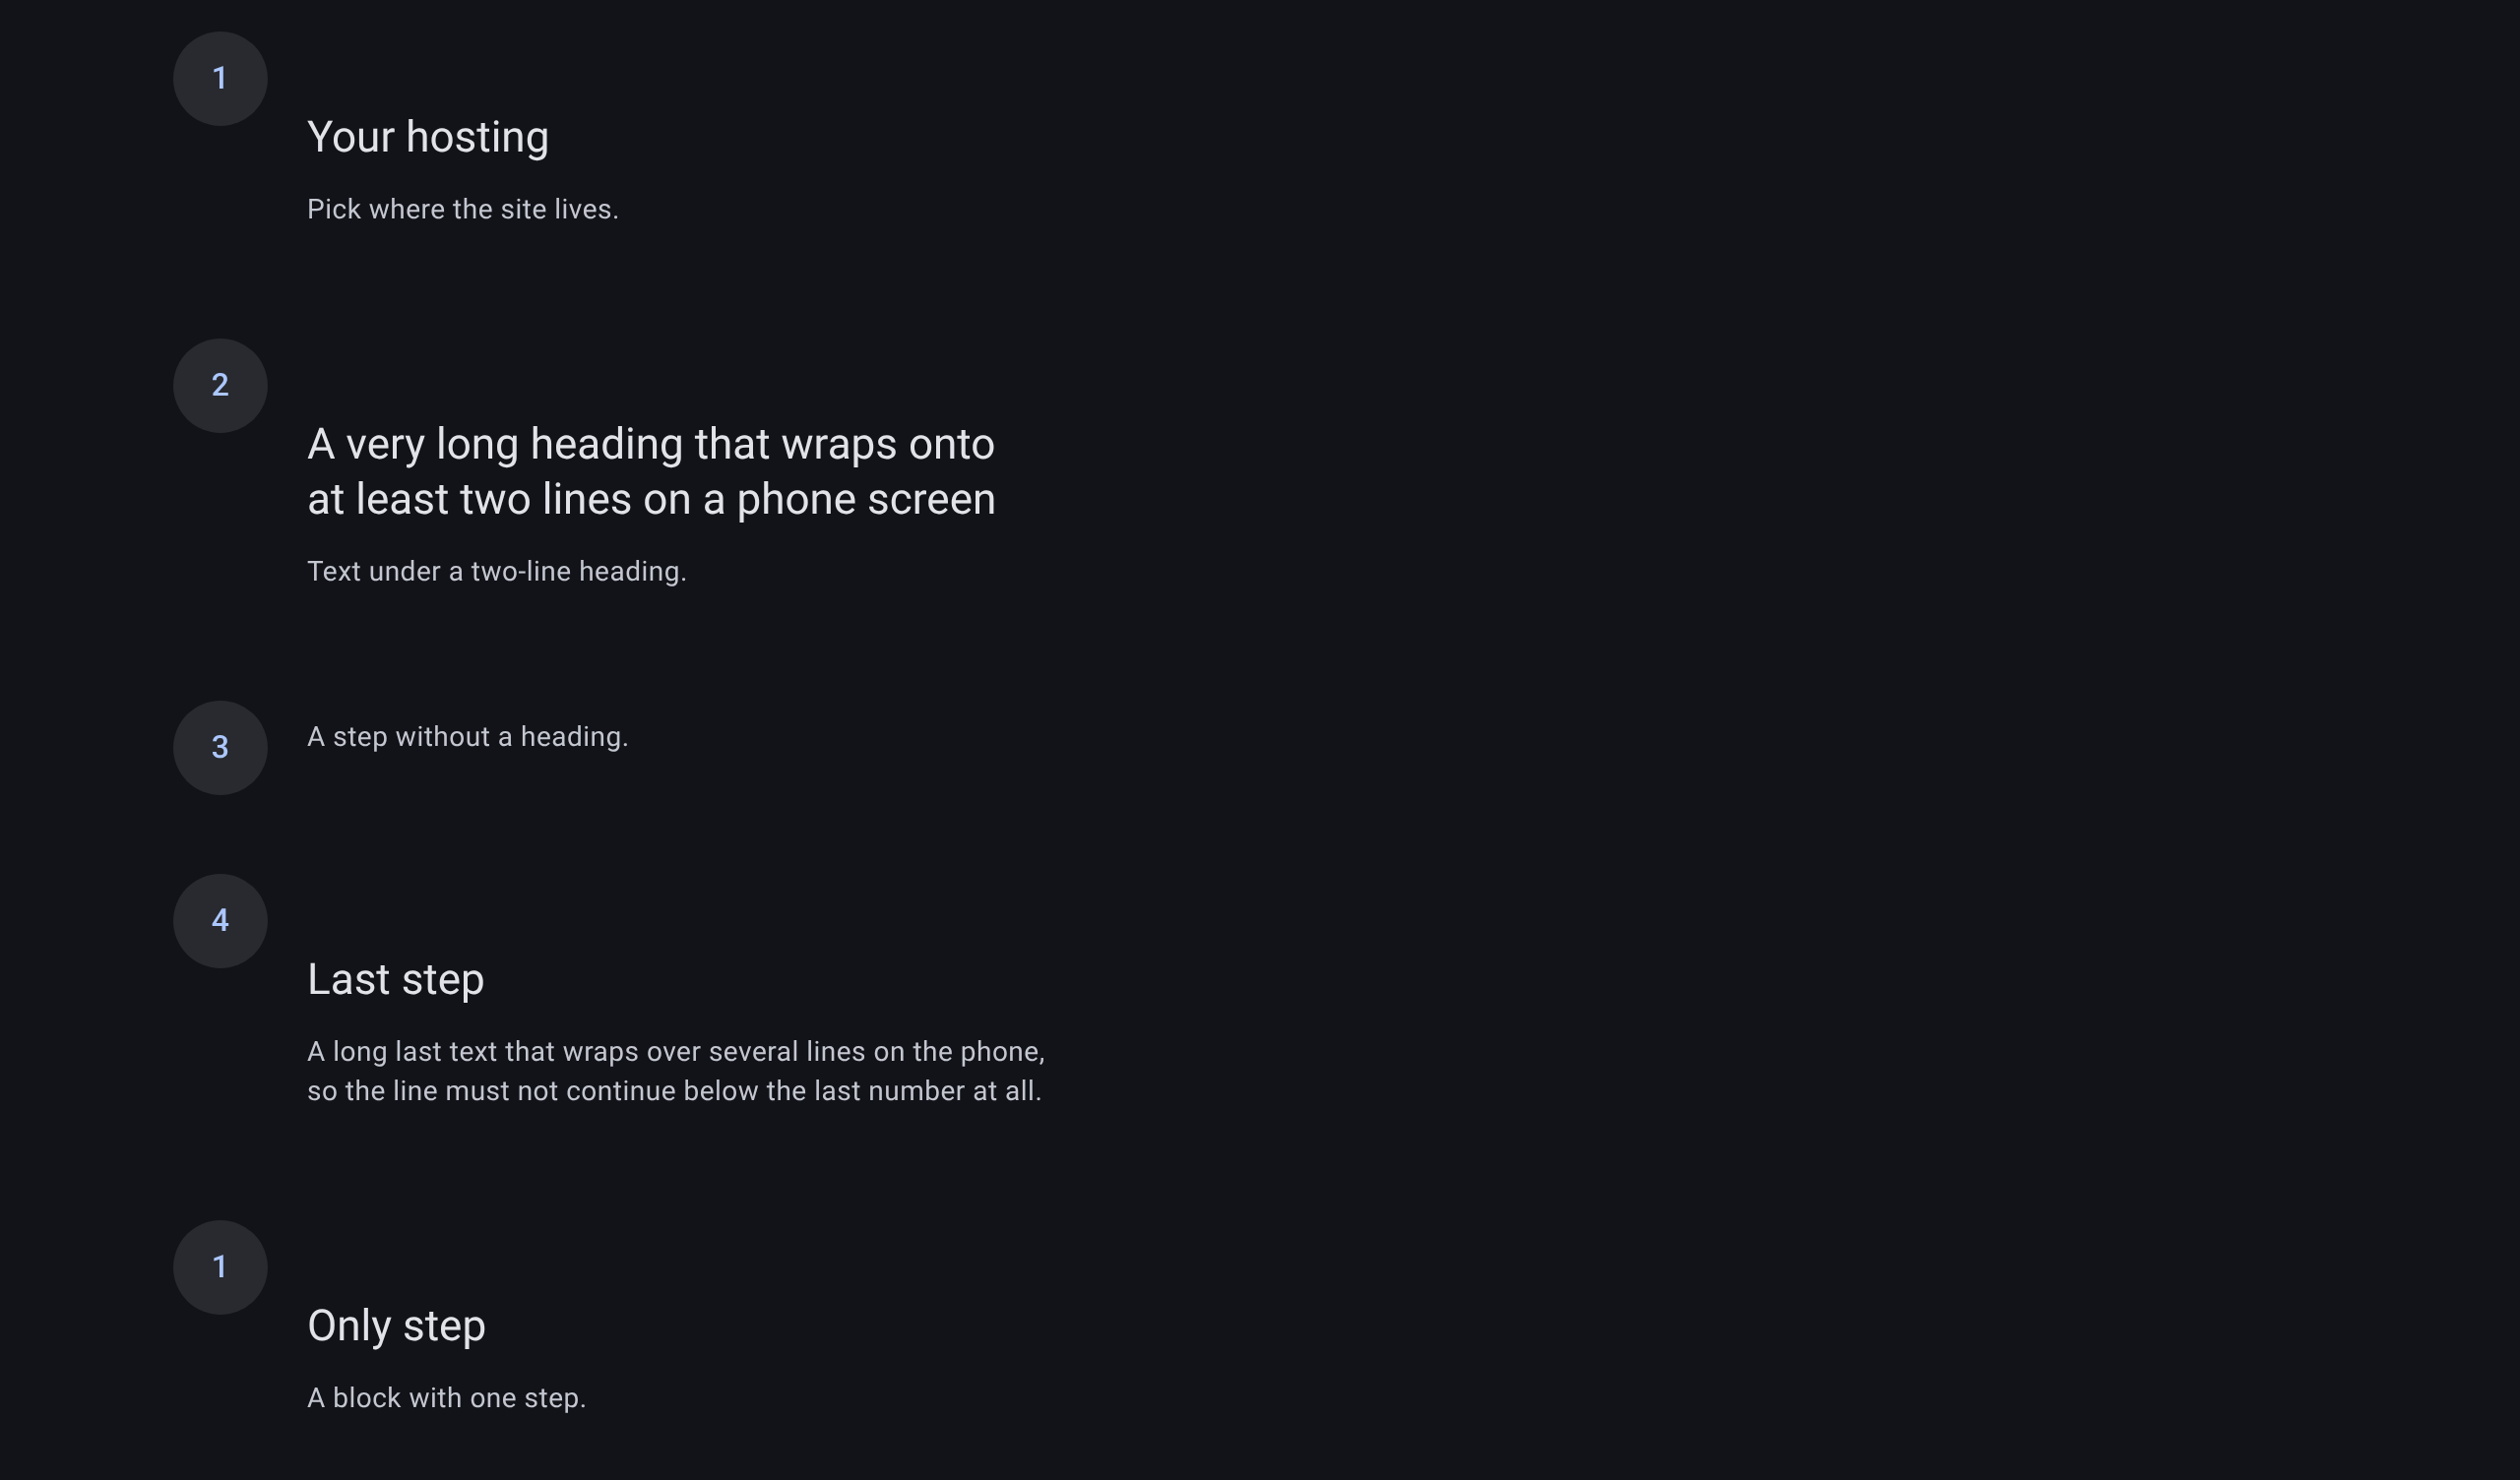 1
Your hosting
Pick where the site lives.
2
A very long heading that wraps onto
at least two lines on a phone screen
Text under a two-line heading.
3
A step without a heading.
4
Last step
A long last text that wraps over several lines on the phone,
so the line must not continue below the last number at all.
1
Only step
A block with one step.